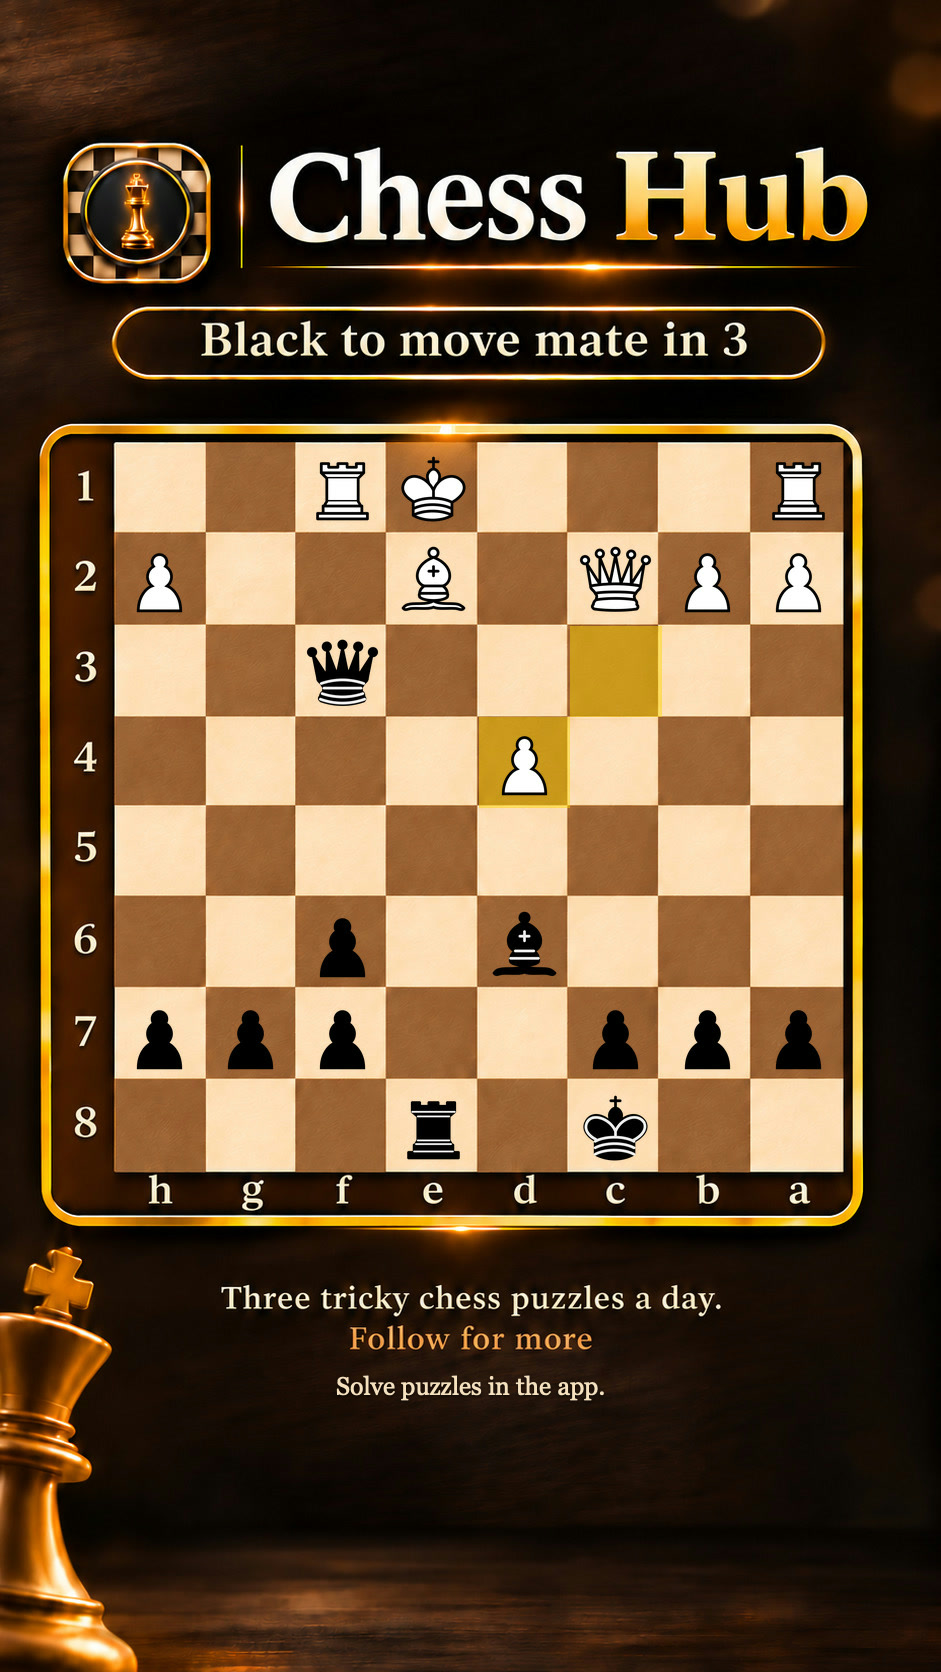 Chess Hub
Black to move mate in 3
1
2
3
4
5
6
7
8
h g f e d c b a
Three tricky chess puzzles a day.
Follow for more
Solve puzzles in the app.